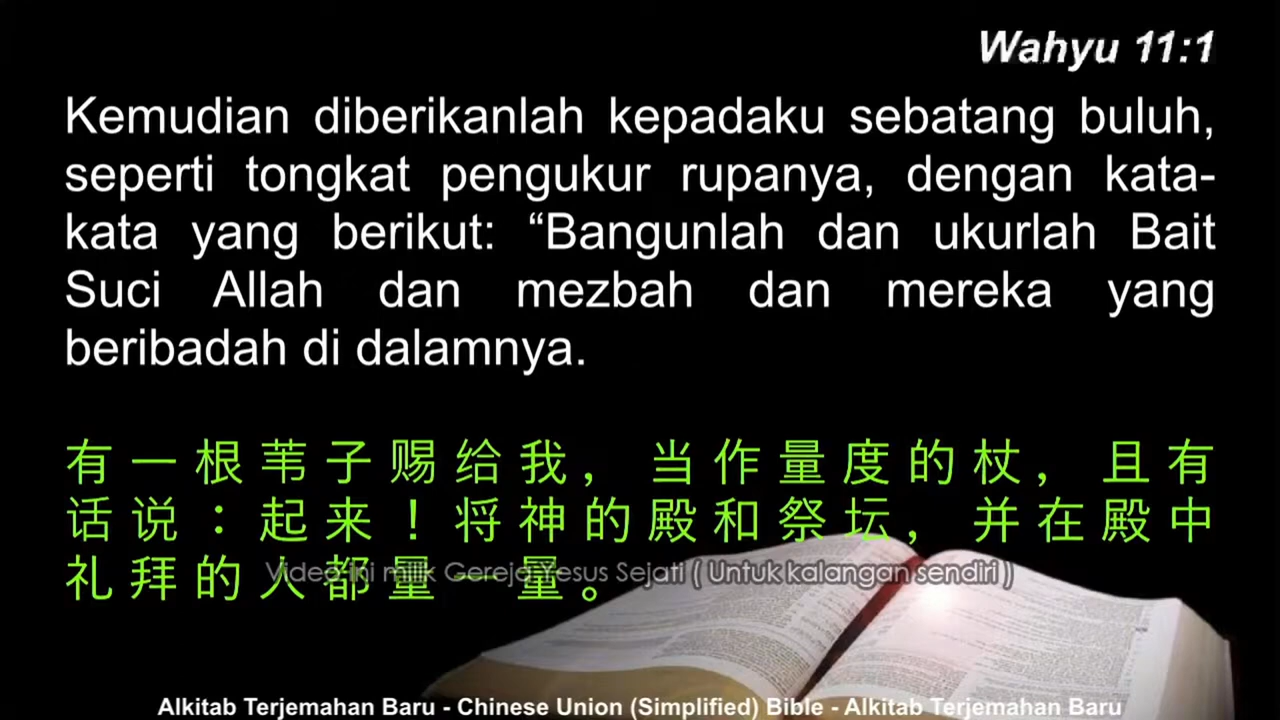 Wahyu 11:1
Kemudian diberikanlah kepadaku sebatang buluh,
seperti tongkat pengukur rupanya, dengan kata-
kata yang berikut: “Bangunlah dan ukurlah Bait
Suci Allah dan mezbah dan mereka yang
beribadah di dalamnya.
有一根苇子赐给我，当作量度的杖，且有
话说：起来！将神的殿和祭坛，并在殿中
礼拜的人都量一量。
Video ini milik Gereja Yesus Sejati ( Untuk kalangan sendiri )
Alkitab Terjemahan Baru - Chinese Union (Simplified) Bible - Alkitab Terjemahan Baru